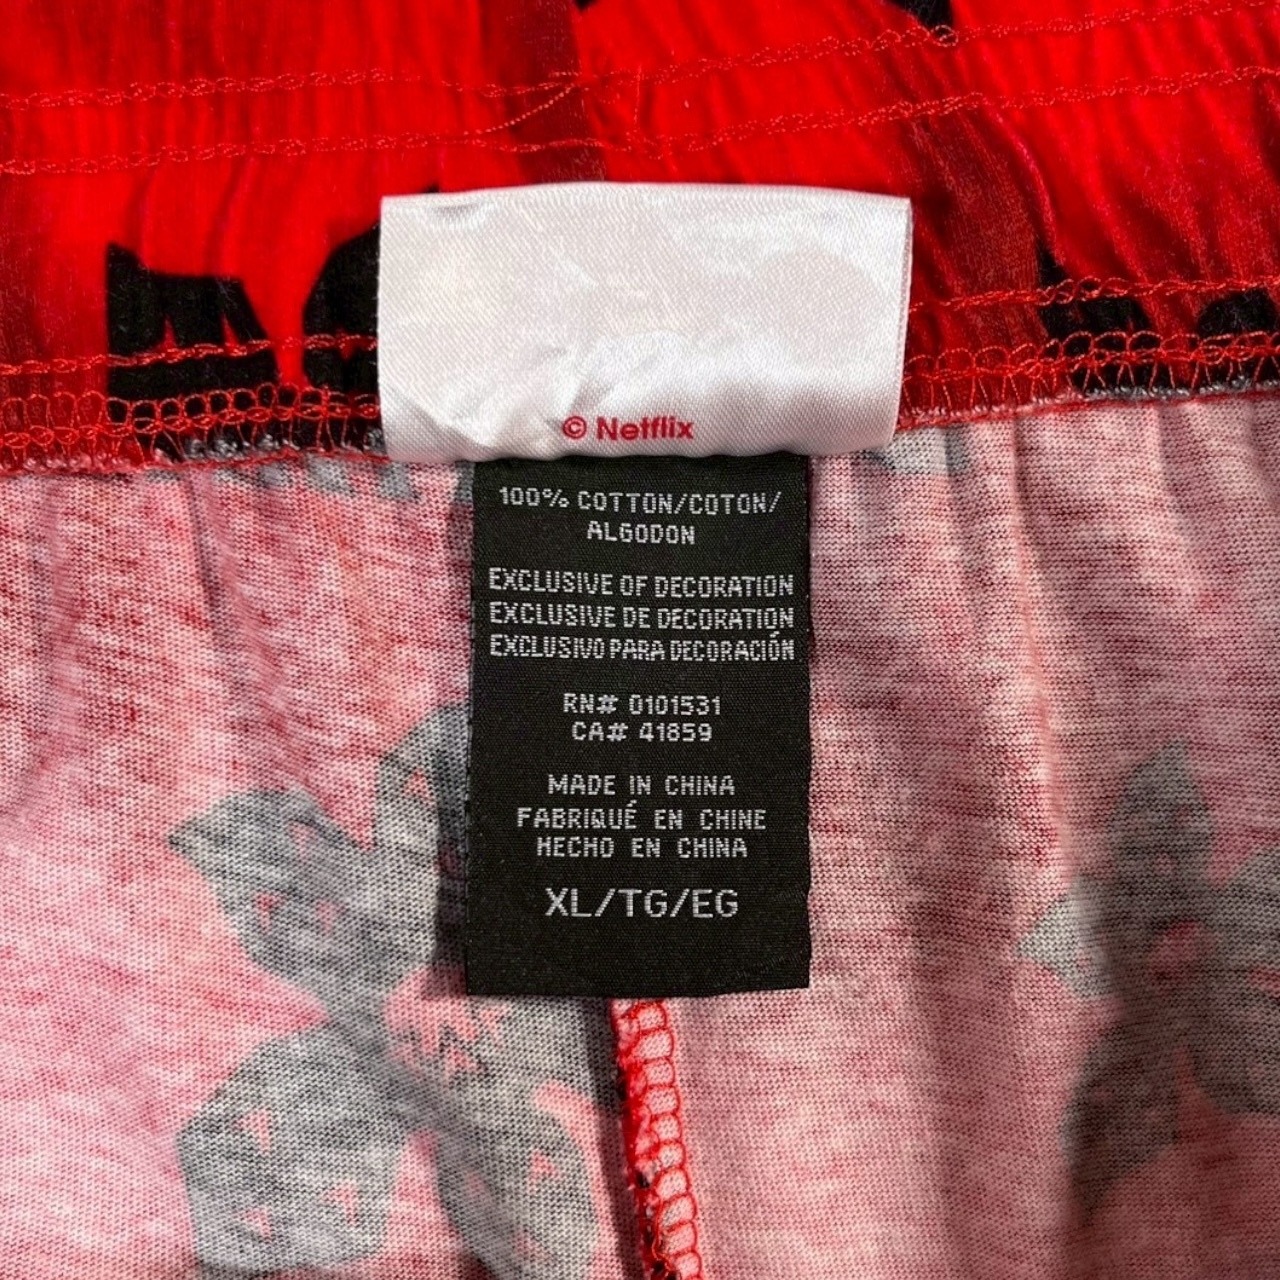 © Netflix
100% COTTON/COTON/
ALGODON
EXCLUSIVE OF DECORATION
EXCLUSIVE DE DECORATION
EXCLUSIVO PARA DECORACIÓN
RN# 0101531
CA# 41859
MADE IN CHINA
FABRIQUÉ EN CHINE
HECHO EN CHINA
XL/TG/EG